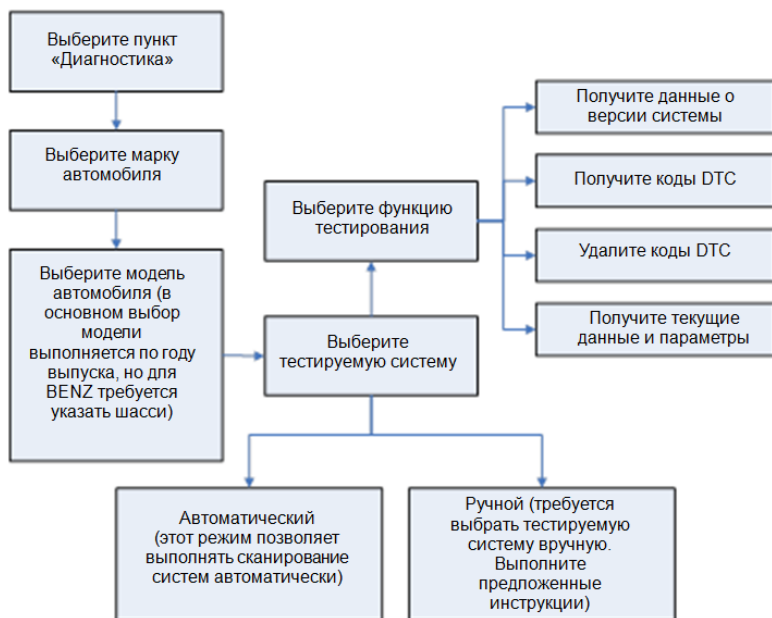 Выберите пункт
«Диагностика»
Выберите марку
автомобиля
Выберите модель
автомобиля (в
основном выбор
модели
выполняется по году
выпуска, но для
BENZ требуется
указать шасси)
Выберите
тестируемую систему
Выберите функцию
тестирования
Получите данные о
версии системы
Получите коды DTC
Удалите коды DTC
Получите текущие
данные и параметры
Автоматический
(этот режим позволяет
выполнять сканирование
систем автоматически)
Ручной (требуется
выбрать тестируемую
систему вручную.
Выполните
предложенные
инструкции)